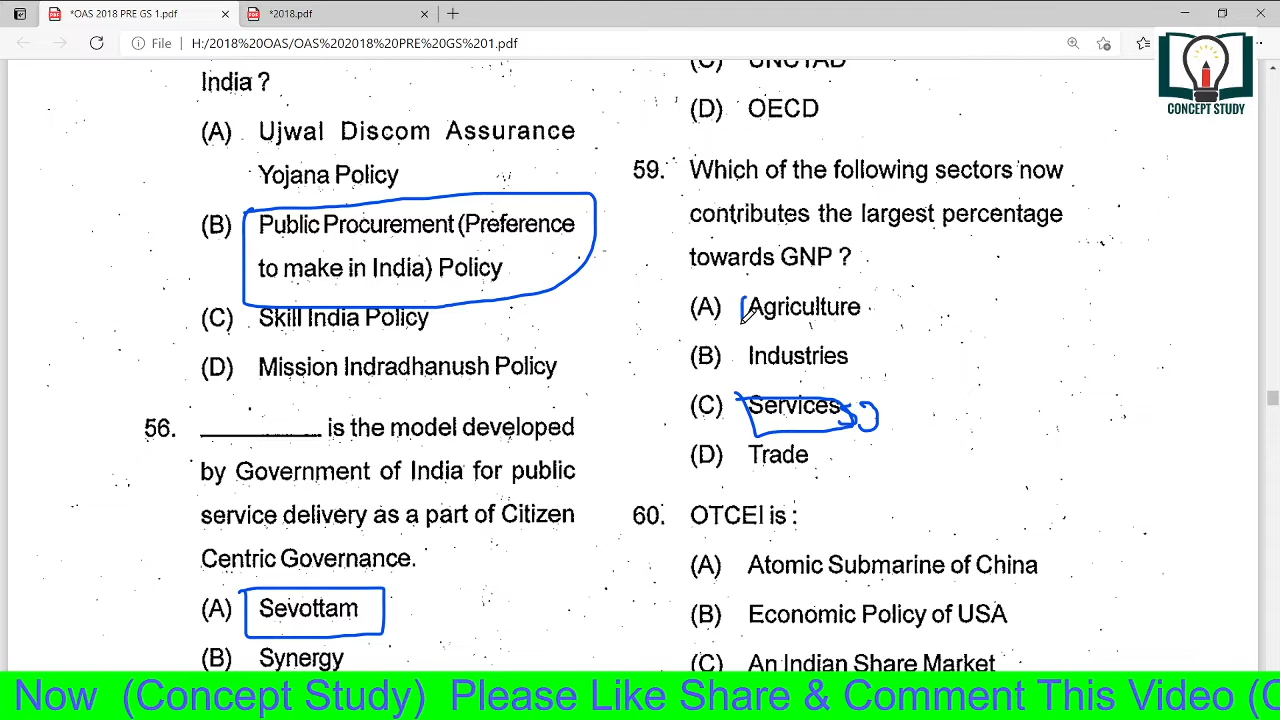 *OAS 2018 PRE GS 1.pdf
*2018.pdf
File
H:/2018%20OAS/OAS%202018%20PRE%20GS%201.pdf
CONCEPT STUDY
India ?
(A) Ujwal Discom Assurance
Yojana Policy
(B) Public Procurement (Preference
to make in India) Policy
(C) Skill India Policy
(D) Mission Indradhanush Policy
56. __________ is the model developed
by Government of India for public
service delivery as a part of Citizen
Centric Governance.
(A) Sevottam
(B) Synergy
(C) UNCTAD
(D) OECD
59. Which of the following sectors now
contributes the largest percentage
towards GNP ?
(A) Agriculture
(B) Industries
(C) Services
(D) Trade
60. OTCEI is :
(A) Atomic Submarine of China
(B) Economic Policy of USA
(C) An Indian Share Market
Now (Concept Study) Please Like Share & Comment This Video (C